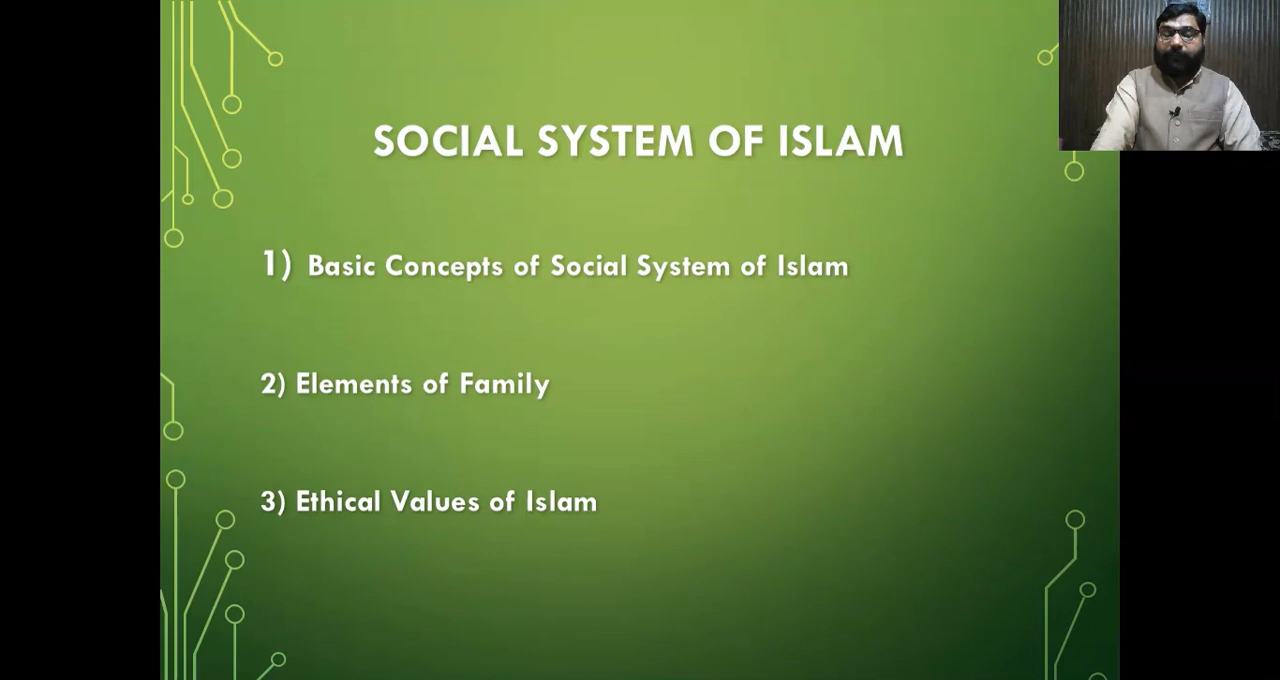 SOCIAL SYSTEM OF ISLAM
1) Basic Concepts of Social System of Islam
2) Elements of Family
3) Ethical Values of Islam